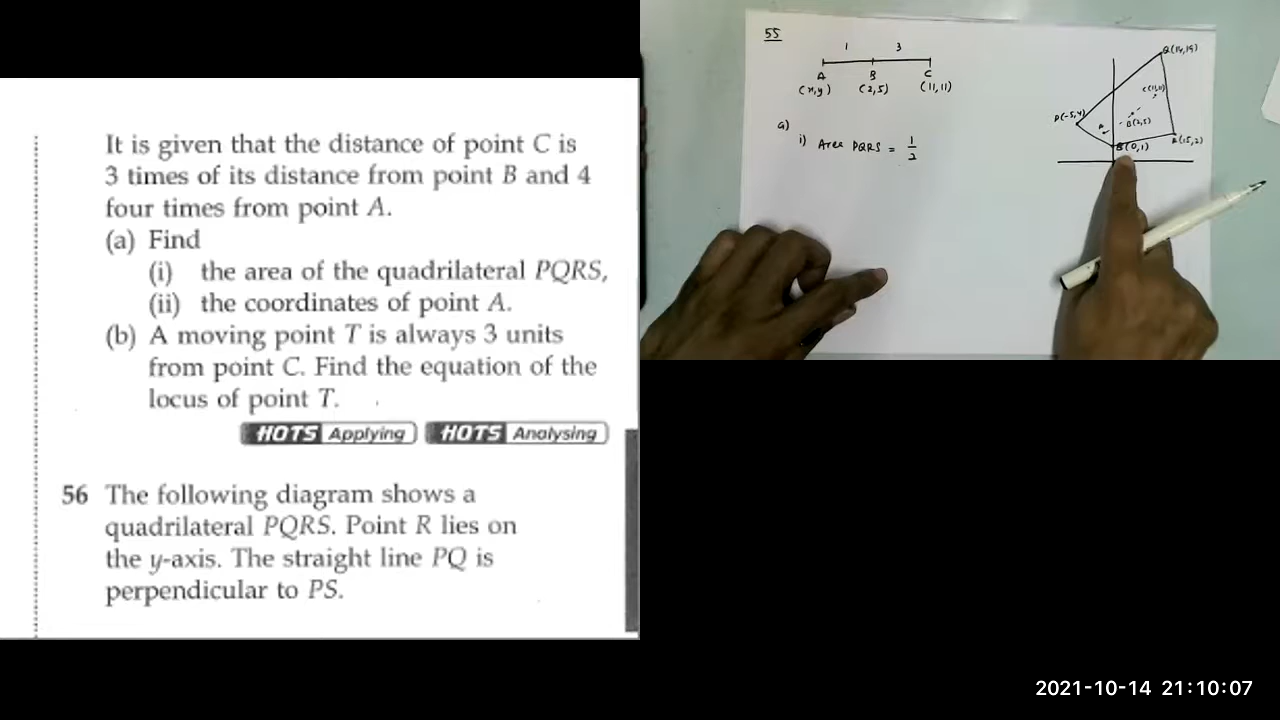 It is given that the distance of point C is
3 times of its distance from point B and 4
four times from point A.
(a) Find
(i) the area of the quadrilateral PQRS,
(ii) the coordinates of point A.
(b) A moving point T is always 3 units
from point C. Find the equation of the
locus of point T.
HOTS Applying HOTS Analysing
56 The following diagram shows a
quadrilateral PQRS. Point R lies on
the y-axis. The straight line PQ is
perpendicular to PS.
55
1 3
A B C
(x,y) (2,5) (11,11)
a)
i) Area PQRS = 1/2
Q(14,19)
C(11,11)
P(-5,4)
A
B(2,5)
R(15,2)
(0,1)
2021-10-14 21:10:07